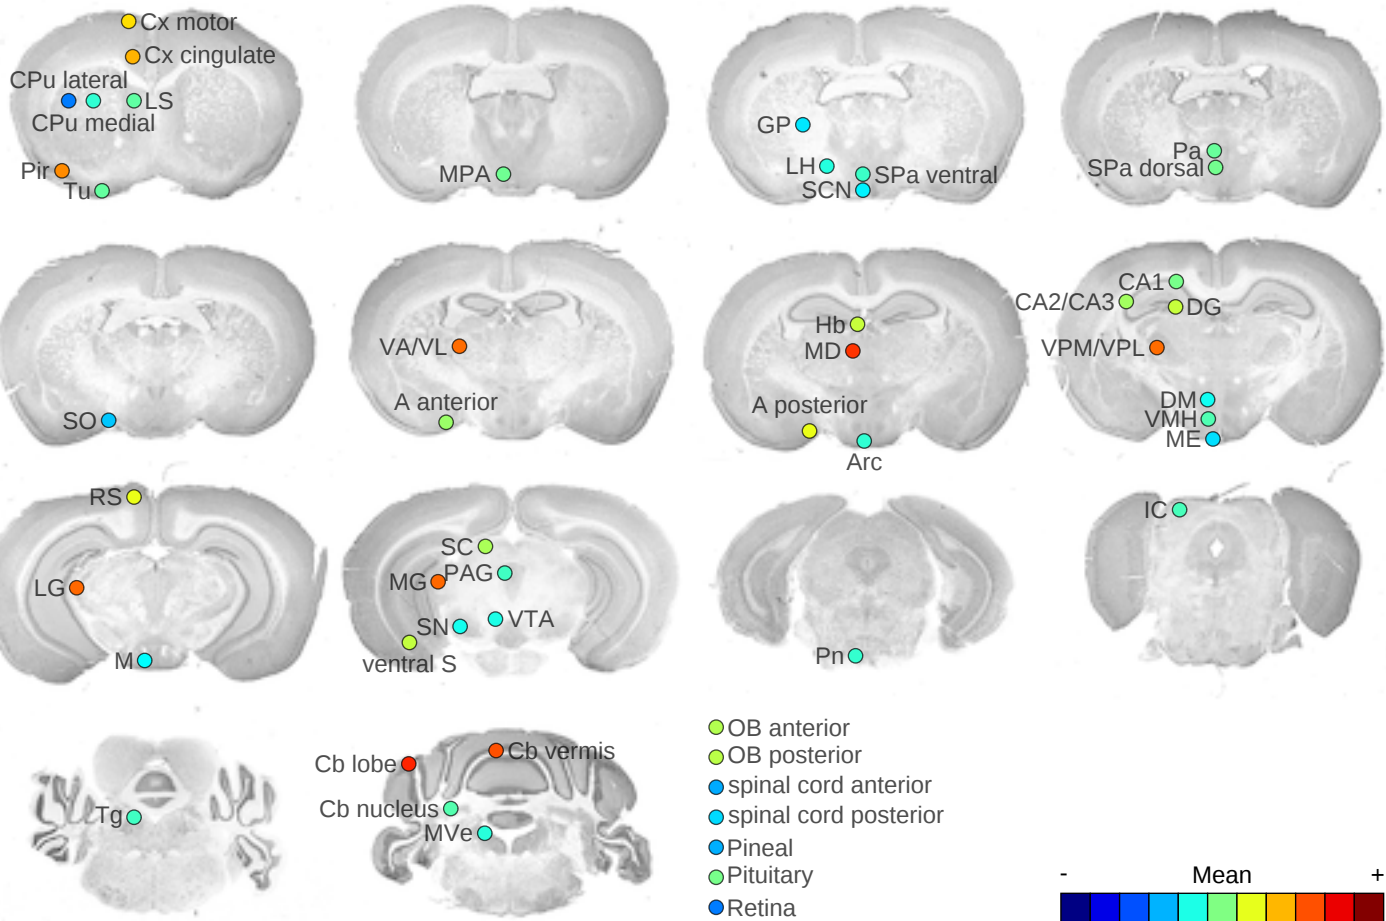 Cx motor
Cx cingulate
CPu lateral
LS
CPu medial
Pir
Tu
MPA
GP
LH
SPa ventral
SCN
Pa
SPa dorsal
SO
VA/VL
A anterior
Hb
MD
A posterior
Arc
CA1
CA2/CA3
DG
VPM/VPL
DM
VMH
ME
RS
LG
M
SC
MG
PAG
SN
VTA
ventral S
Pn
IC
Tg
Cb lobe
Cb vermis
Cb nucleus
MVe
OB anterior
OB posterior
spinal cord anterior
spinal cord posterior
Pineal
Pituitary
Retina
- Mean +